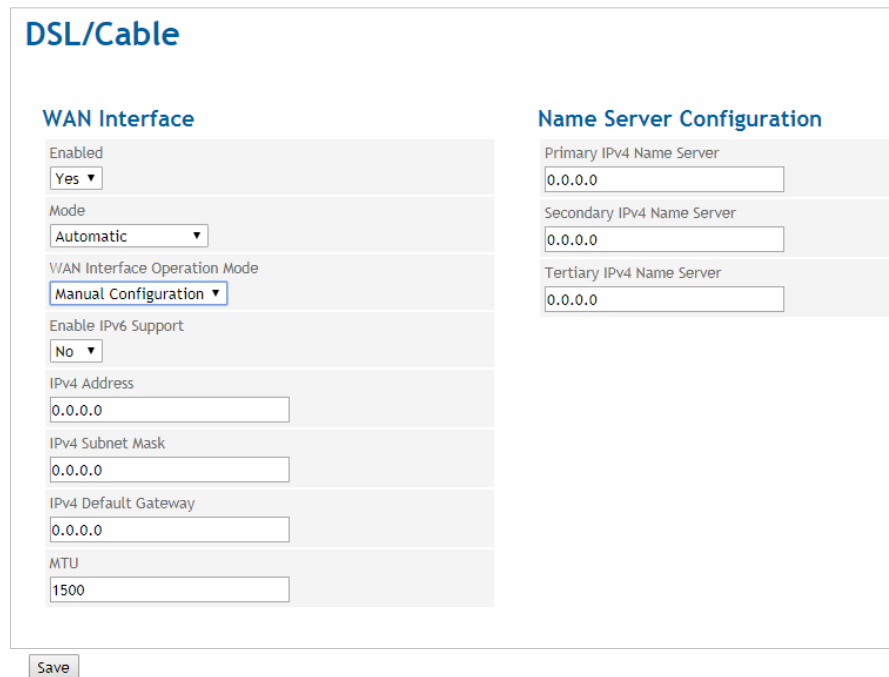 DSL/Cable
WAN Interface
Enabled
Yes
Mode
Automatic
WAN Interface Operation Mode
Manual Configuration
Enable IPv6 Support
No
IPv4 Address
0.0.0.0
IPv4 Subnet Mask
0.0.0.0
IPv4 Default Gateway
0.0.0.0
MTU
1500
Name Server Configuration
Primary IPv4 Name Server
0.0.0.0
Secondary IPv4 Name Server
0.0.0.0
Tertiary IPv4 Name Server
0.0.0.0
Save